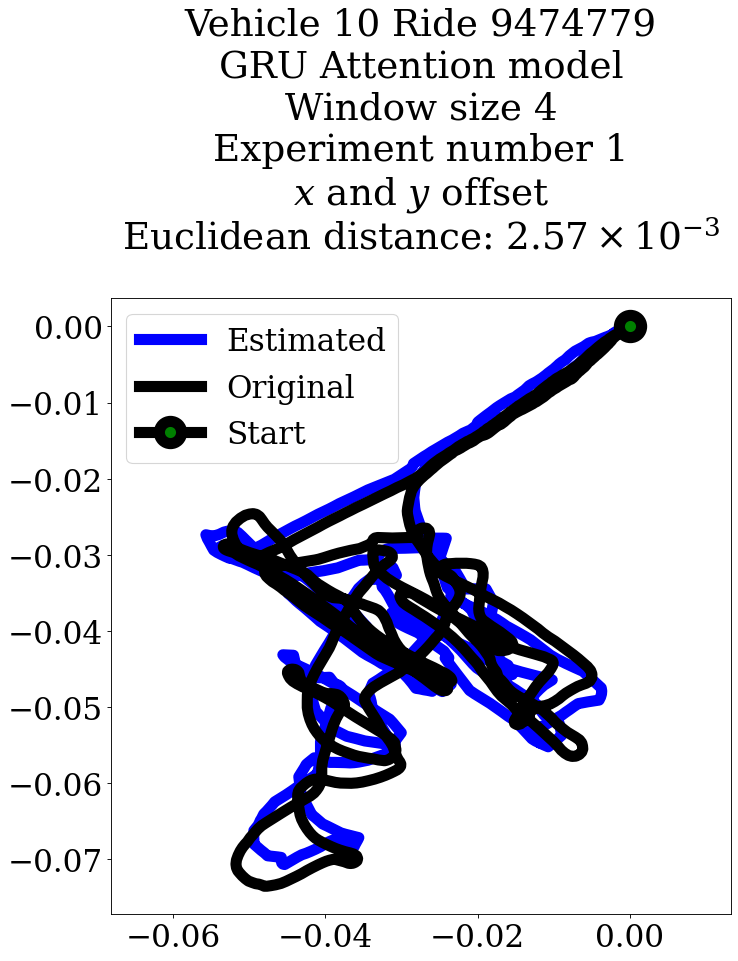 Vehicle 10 Ride 9474779
GRU Attention model
Window size 4
Experiment number 1
x and y offset
Euclidean distance: 2.57 × 10⁻³
Estimated
Original
Start
0.00
−0.01
−0.02
−0.03
−0.04
−0.05
−0.06
−0.07
−0.06 −0.04 −0.02 0.00